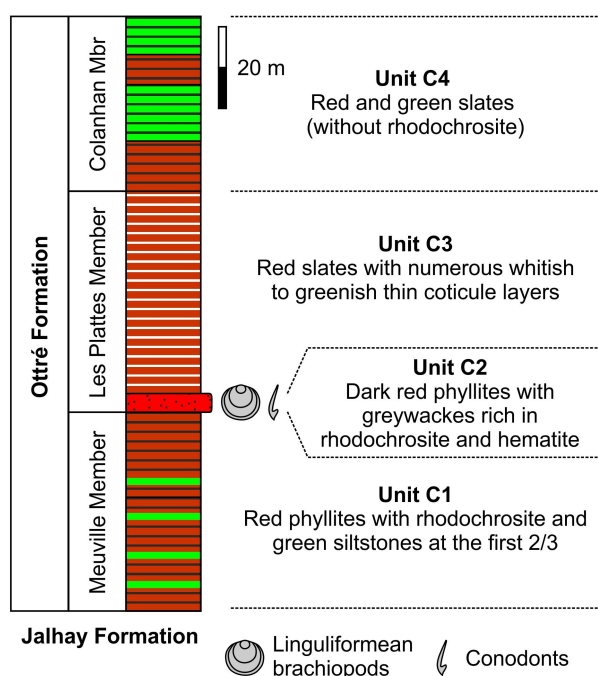 Ottré Formation
Colanhan Mbr
Les Plattes Member
Meuville Member
20 m
Unit C4
Red and green slates
(without rhodochrosite)
Unit C3
Red slates with numerous whitish
to greenish thin coticule layers
Unit C2
Dark red phyllites with
greywackes rich in
rhodochrosite and hematite
Unit C1
Red phyllites with rhodochrosite and
green siltstones at the first 2/3
Jalhay Formation
Linguliformean
brachiopods
Conodonts